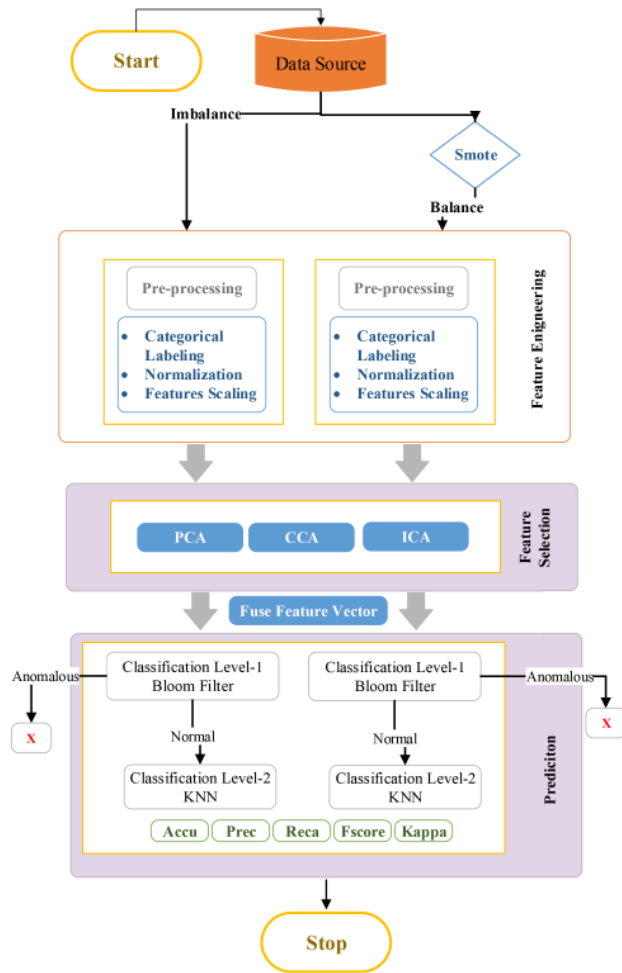 Start
Data Source
Imbalance
Smote
Balance
Pre-processing
• Categorical
Labeling
• Normalization
• Features Scaling
Pre-processing
• Categorical
Labeling
• Normalization
• Features Scaling
Feature Enigneering
PCA
CCA
ICA
Feature
Selection
Fuse Feature Vector
Classification Level-1
Bloom Filter
Classification Level-1
Bloom Filter
Anomalous
Anomalous
X
X
Normal
Normal
Classification Level-2
KNN
Classification Level-2
KNN
Accu
Prec
Reca
Fscore
Kappa
Prediciton
Stop